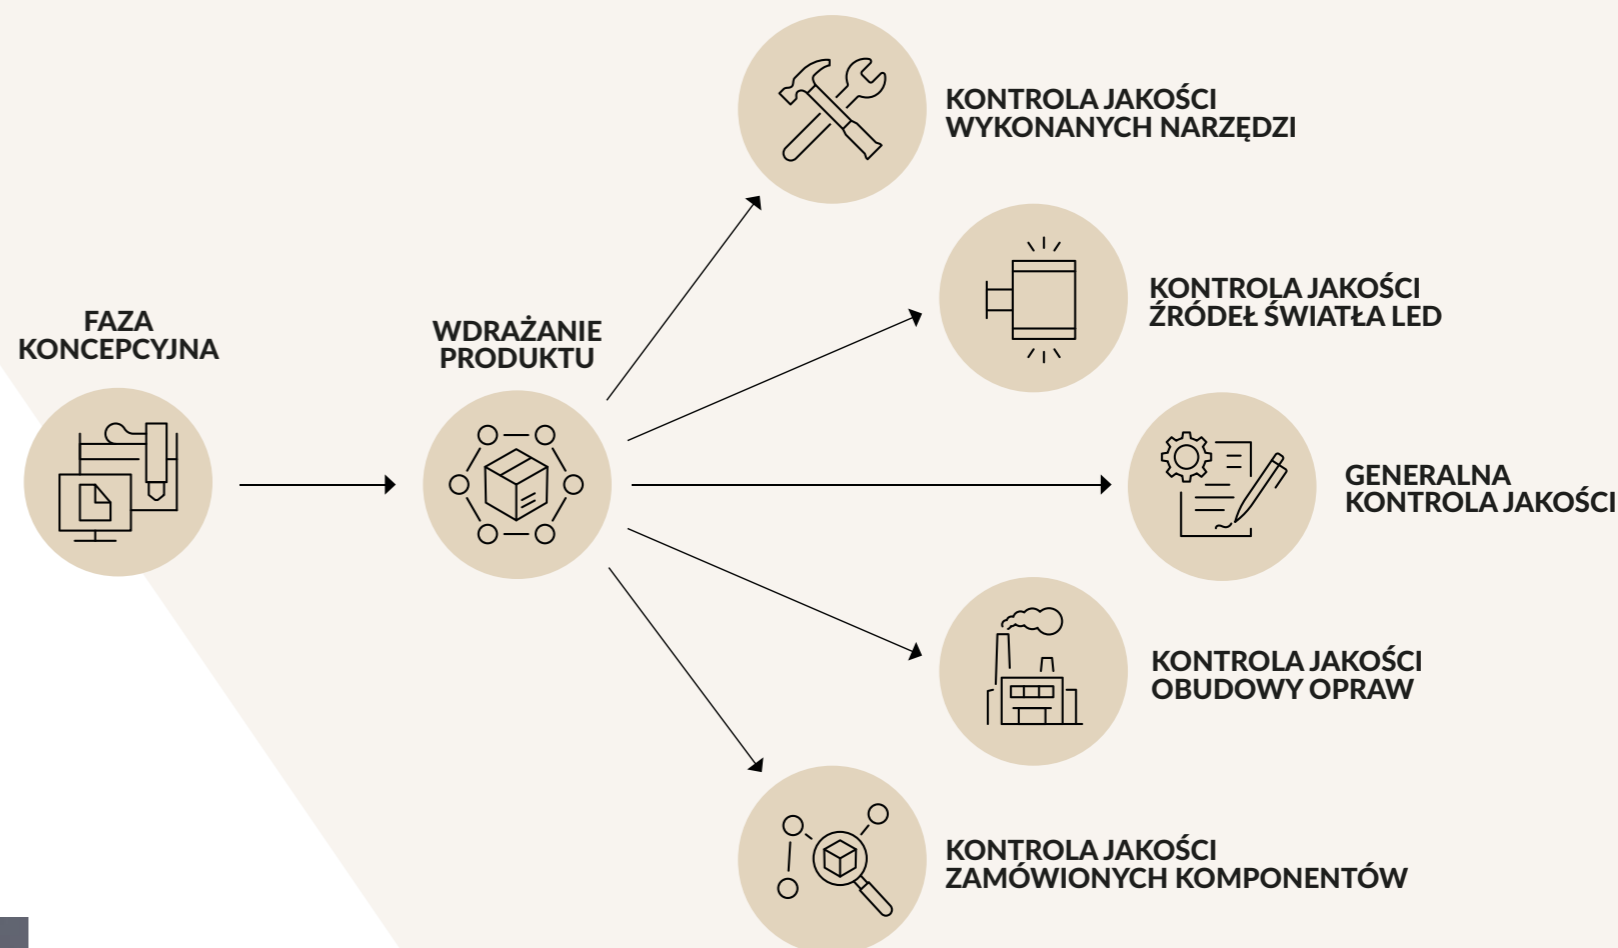 FAZA
KONCEPCYJNA
WDRAŻANIE
PRODUKTU
KONTROLA JAKOŚCI
WYKONANYCH NARZĘDZI
KONTROLA JAKOŚCI
ŹRÓDEŁ ŚWIATŁA LED
GENERALNA
KONTROLA JAKOŚCI
KONTROLA JAKOŚCI
OBUDOWY OPRAW
KONTROLA JAKOŚCI
ZAMÓWIONYCH KOMPONENTÓW